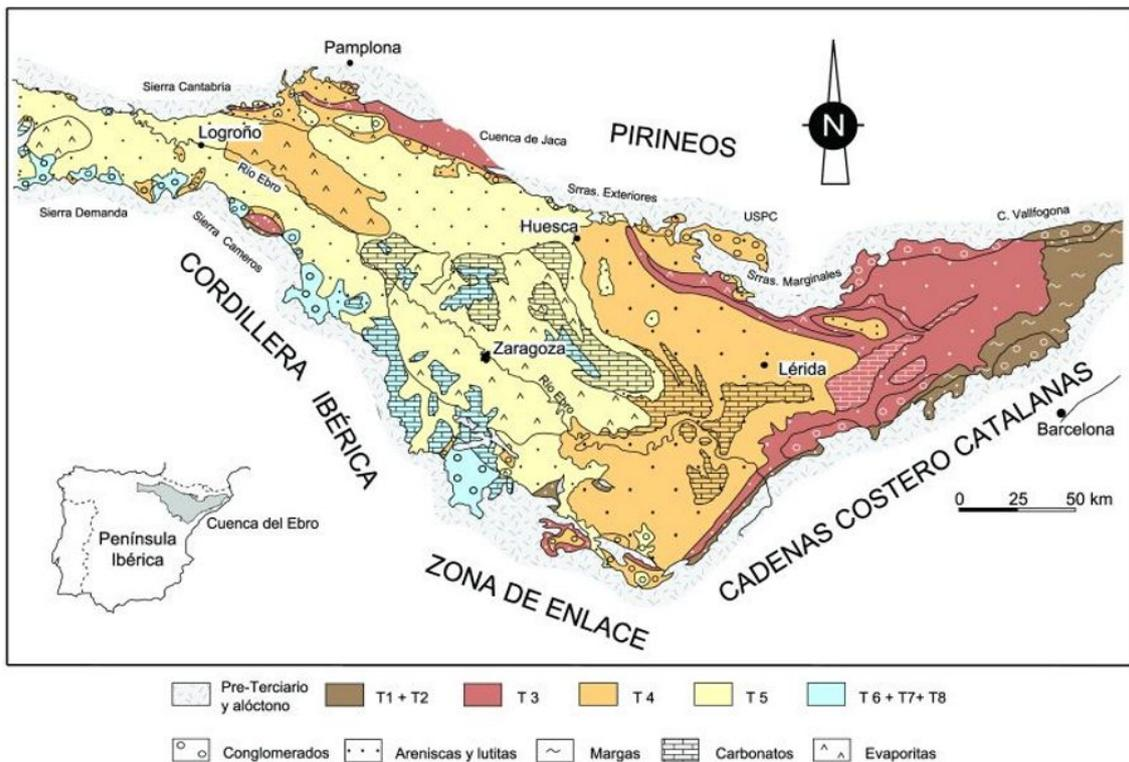 Pamplona
Sierra Cantabria
Logroño
Cuenca de Jaca
PIRINEOS
N
Río Ebro
Srras. Exteriores
USPC
C. Vallfogona
Sierra Demanda
Sierra Cameros
Huesca
Srras. Marginales
CORDILLERA IBÉRICA
Zaragoza
Río Ebro
Lérida
Barcelona
CADENAS COSTERO CATALANAS
0 25 50 km
Cuenca del Ebro
Península
Ibérica
ZONA DE ENLACE
Pre-Terciario
y alóctono
T1 + T2
T 3
T 4
T 5
T 6 + T7+ T8
Conglomerados
Areniscas y lutitas
Margas
Carbonatos
Evaporitas